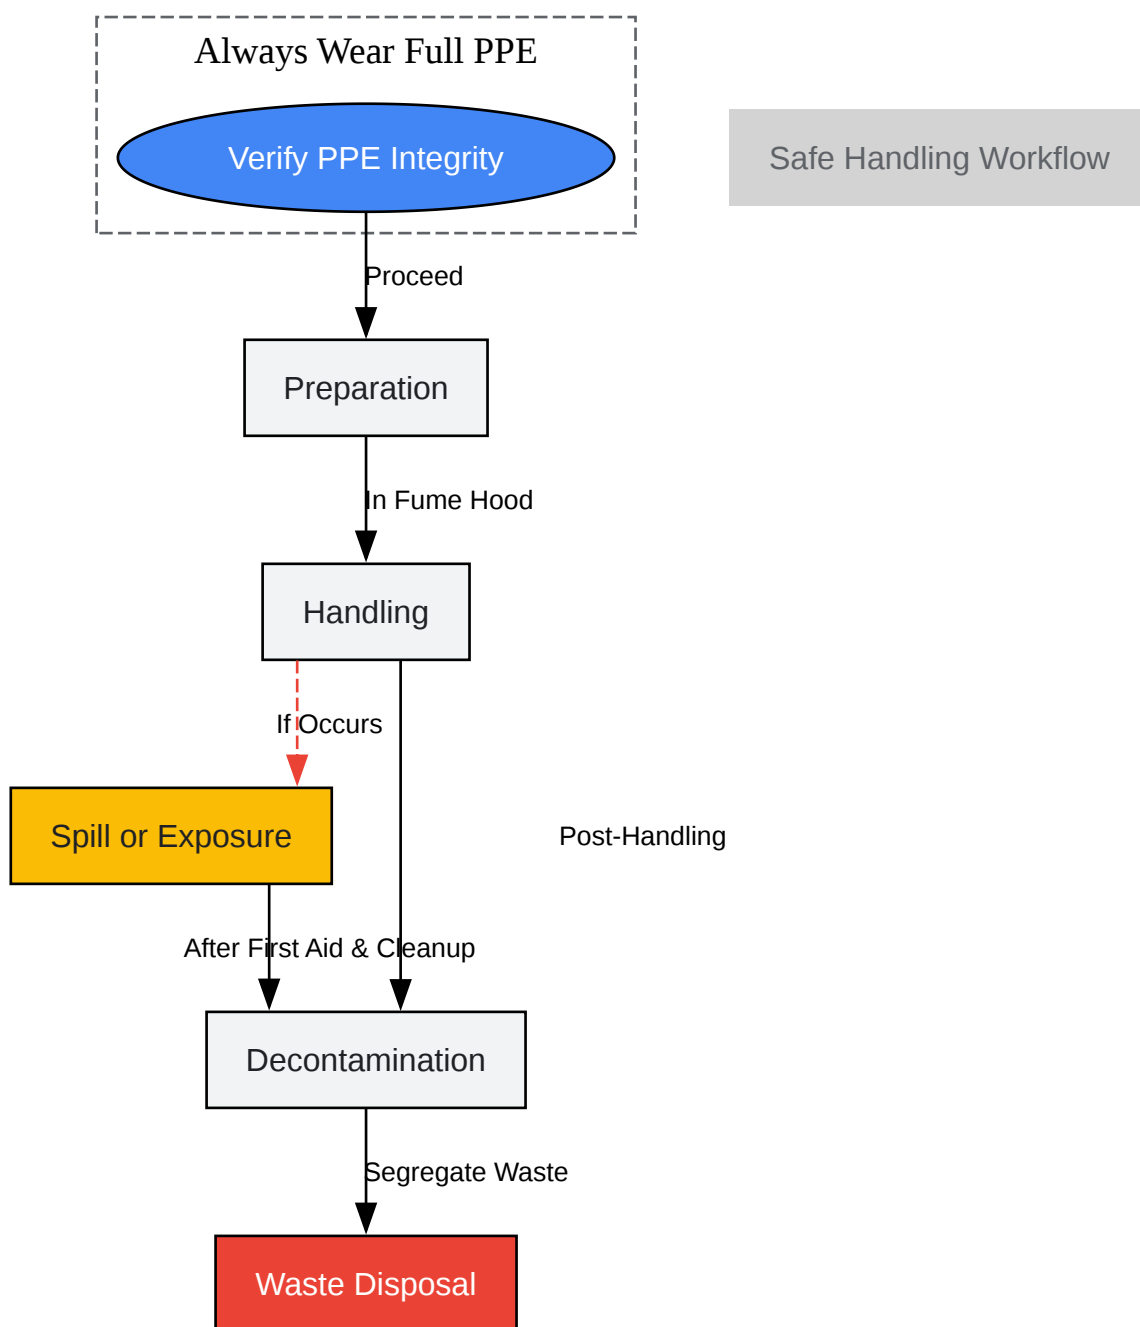 Always Wear Full PPE
Verify PPE Integrity
Safe Handling Workflow
Proceed
Preparation
In Fume Hood
Handling
If Occurs
Spill or Exposure
Post-Handling
After First Aid & Cleanup
Decontamination
Segregate Waste
Waste Disposal